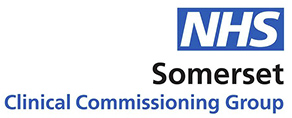 NHS
Somerset
Clinical Commissioning Group